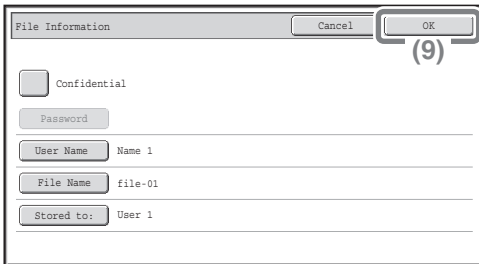 File Information Cancel OK
(9)
Confidential
Password
User Name Name 1
File Name file-01
Stored to: User 1